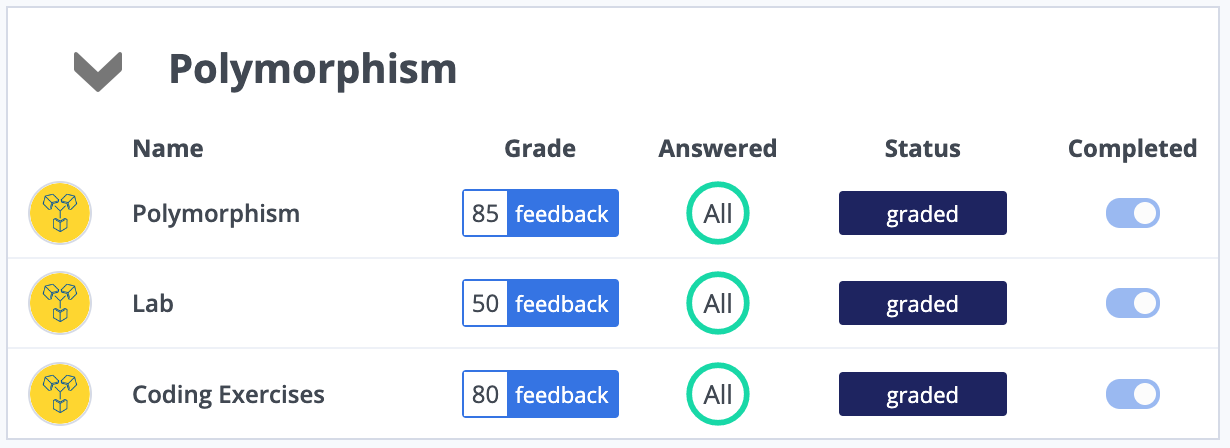 Polymorphism
Name Grade Answered Status Completed
Polymorphism 85 feedback All graded
Lab 50 feedback All graded
Coding Exercises 80 feedback All graded